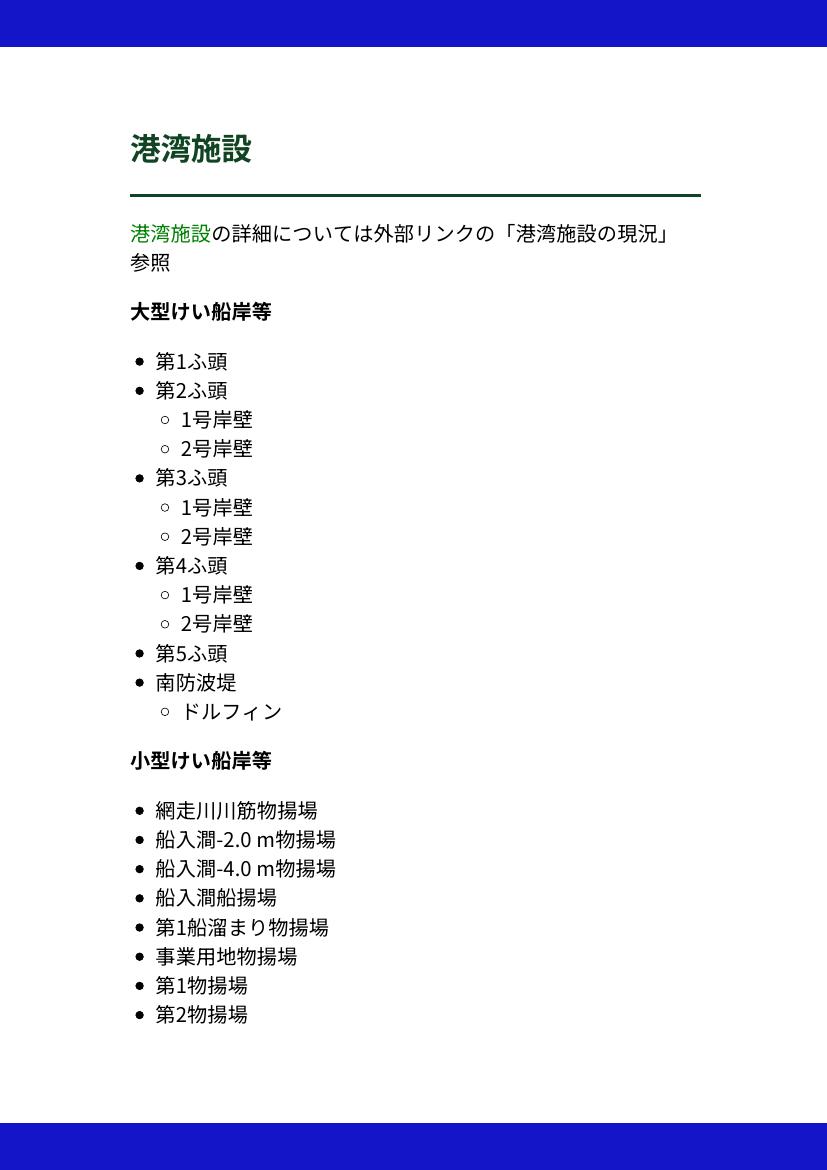 港湾施設
港湾施設の詳細については外部リンクの「港湾施設の現況」
参照
大型けい船岸等
第1ふ頭
第2ふ頭
1号岸壁
2号岸壁
第3ふ頭
1号岸壁
2号岸壁
第4ふ頭
1号岸壁
2号岸壁
第5ふ頭
南防波堤
ドルフィン
小型けい船岸等
網走川川筋物揚場
船入澗-2.0 m物揚場
船入澗-4.0 m物揚場
船入澗船揚場
第1船溜まり物揚場
事業用地物揚場
第1物揚場
第2物揚場